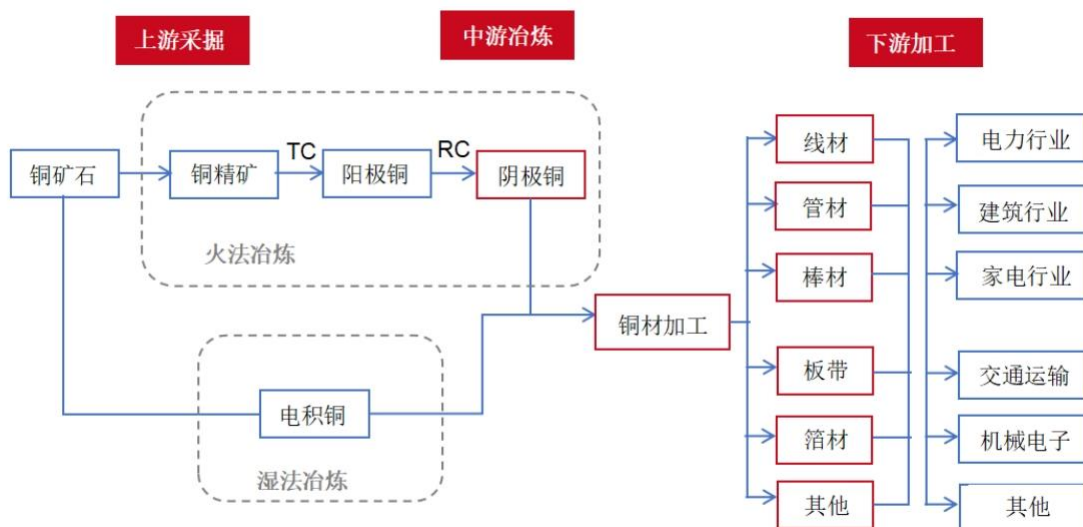 上游采掘
中游冶炼
下游加工
铜矿石
铜精矿
TC
阳极铜
RC
阴极铜
火法冶炼
电积铜
湿法冶炼
铜材加工
线材
管材
棒材
板带
箔材
其他
电力行业
建筑行业
家电行业
交通运输
机械电子
其他